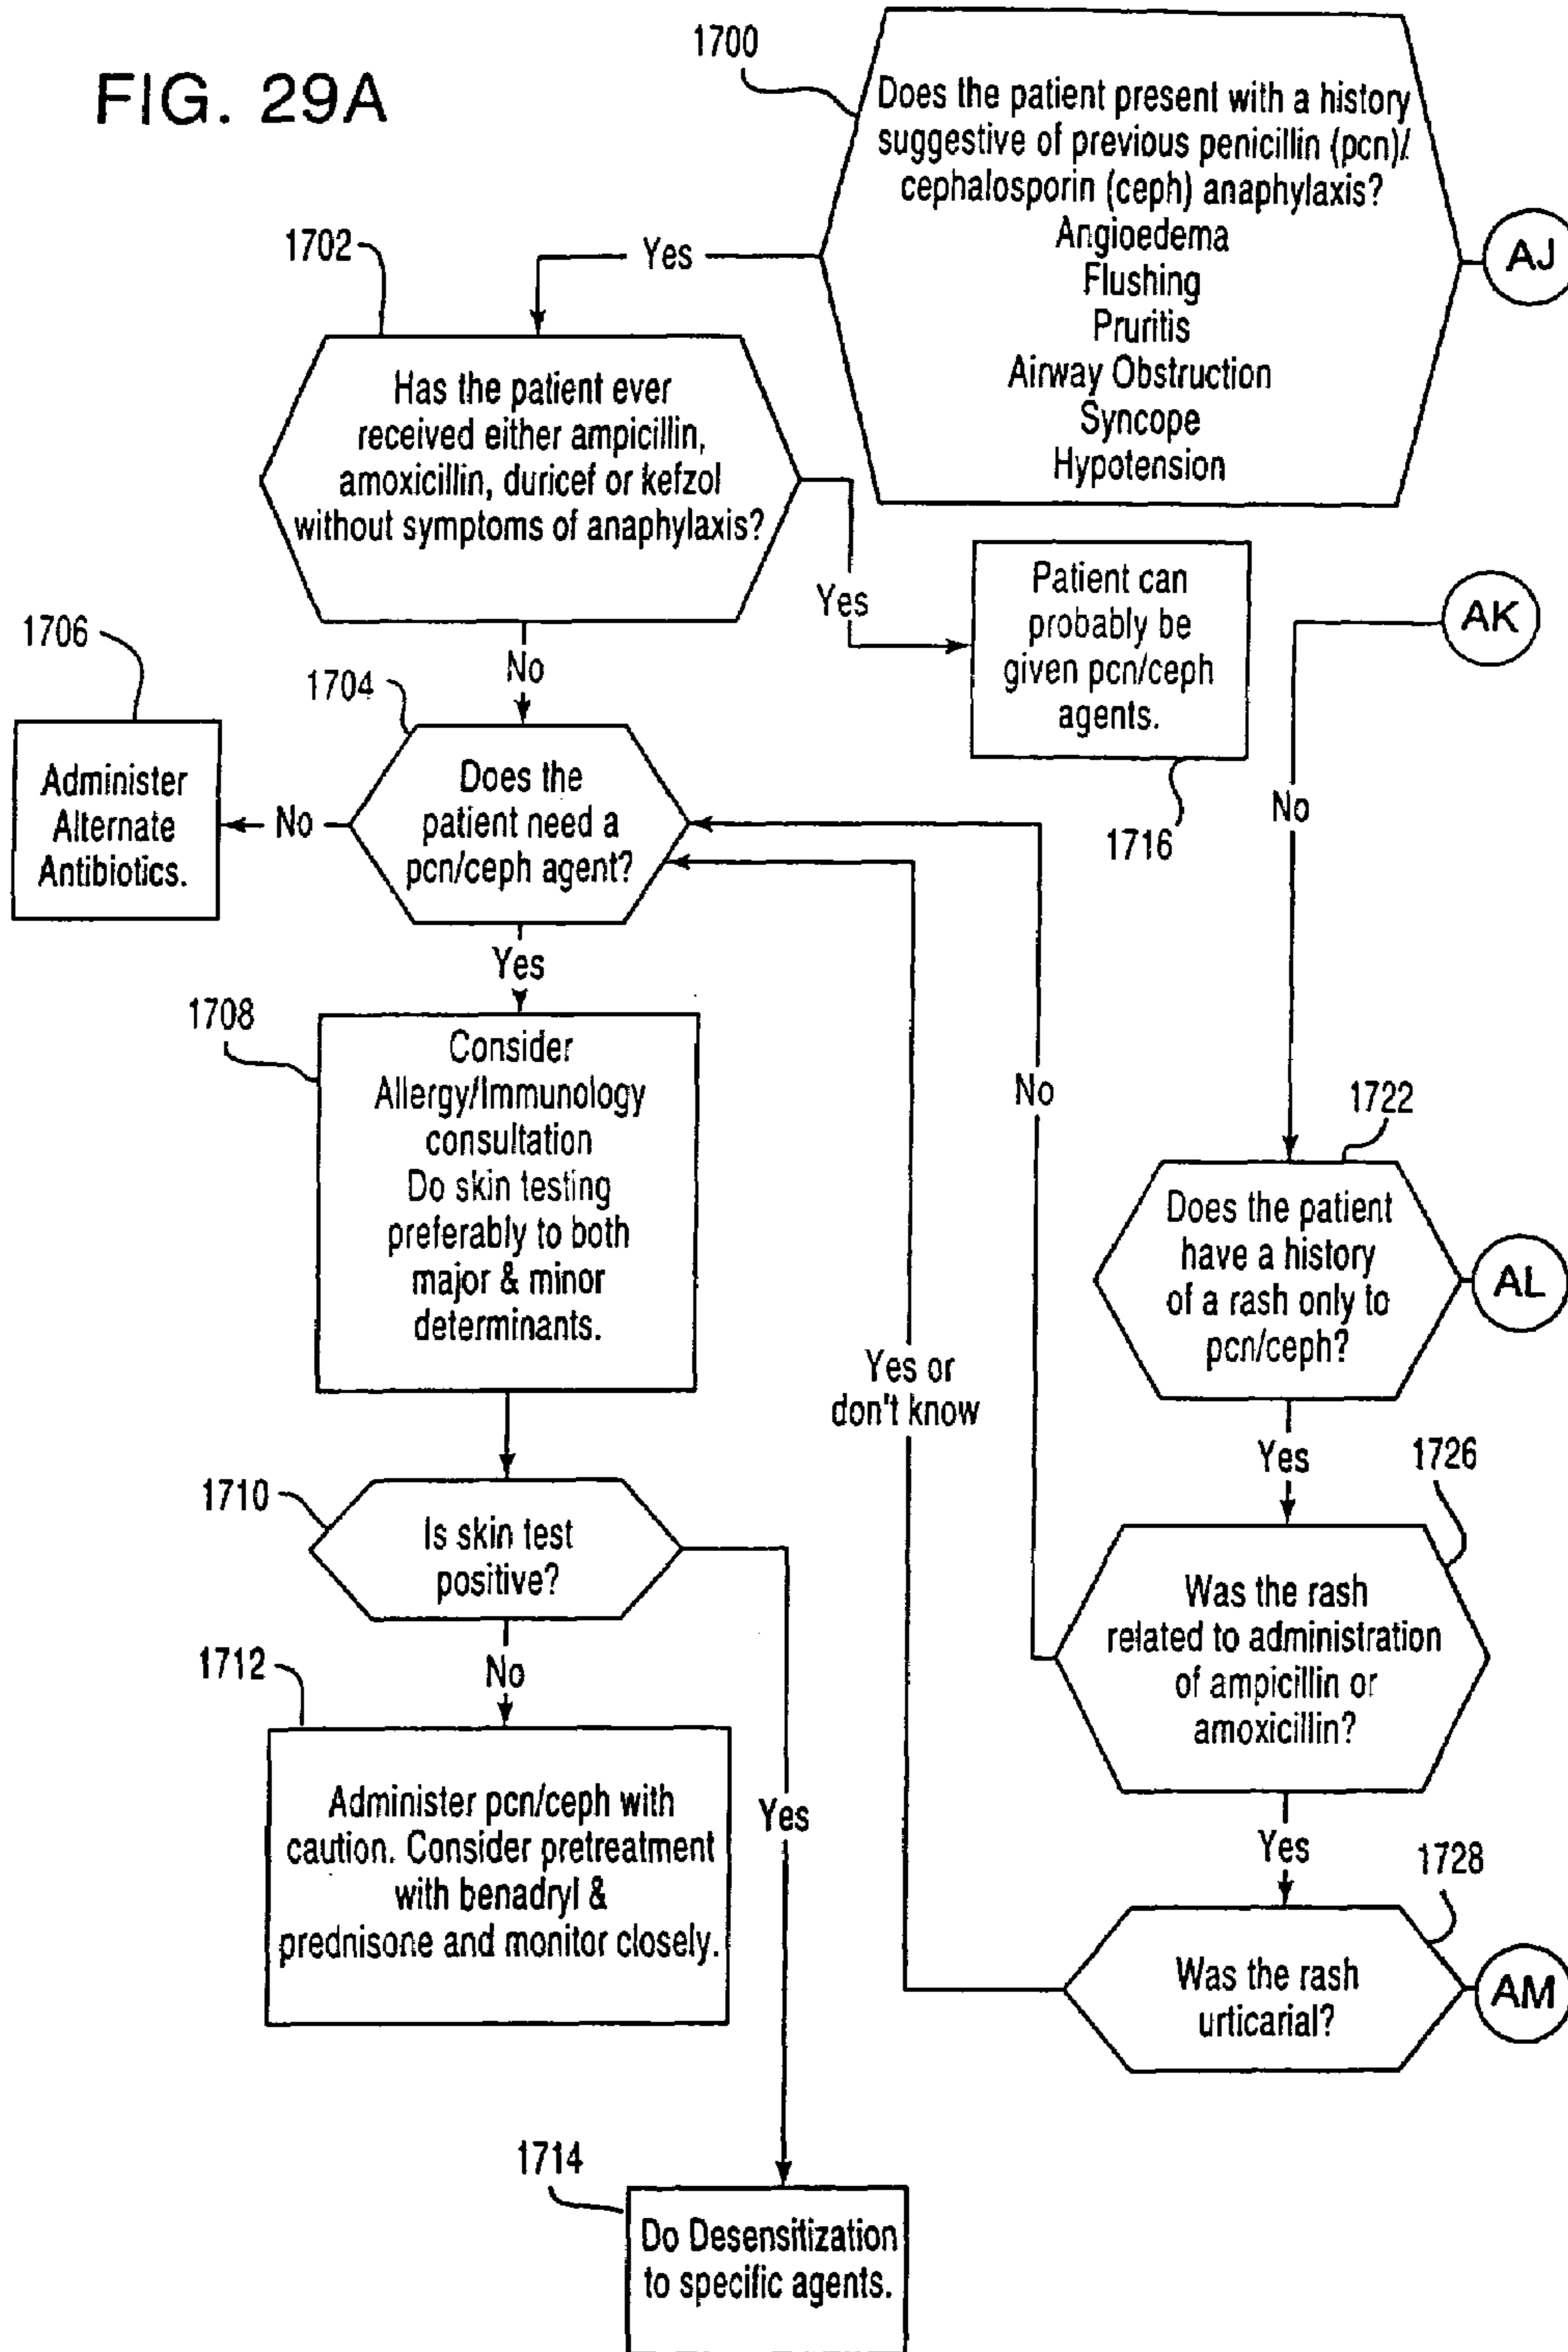 FIG. 29A
1700
Does the patient present with a history
suggestive of previous penicillin (pcn)/
cephalosporin (ceph) anaphylaxis?
Angioedema
Flushing
Pruritis
Airway Obstruction
Syncope
Hypotension
AJ
Yes
1702
Has the patient ever
received either ampicillin,
amoxicillin, duricef or kefzol
without symptoms of anaphylaxis?
Yes
Patient can
probably be
given pcn/ceph
agents.
1716
AK
No
No
1704
1706
Administer
Alternate
Antibiotics.
No
Does the
patient need a
pcn/ceph agent?
Yes
1708
Consider
Allergy/Immunology
consultation
Do skin testing
preferably to both
major & minor
determinants.
No
1722
Does the patient
have a history
of a rash only to
pcn/ceph?
AL
Yes or
don't know
Yes
1726
1710
Is skin test
positive?
Was the rash
related to administration
of ampicillin or
amoxicillin?
No
1712
Administer pcn/ceph with
caution. Consider pretreatment
with benadryl &
prednisone and monitor closely.
Yes
Yes
1728
Was the rash
urticarial?
AM
1714
Do Desensitization
to specific agents.